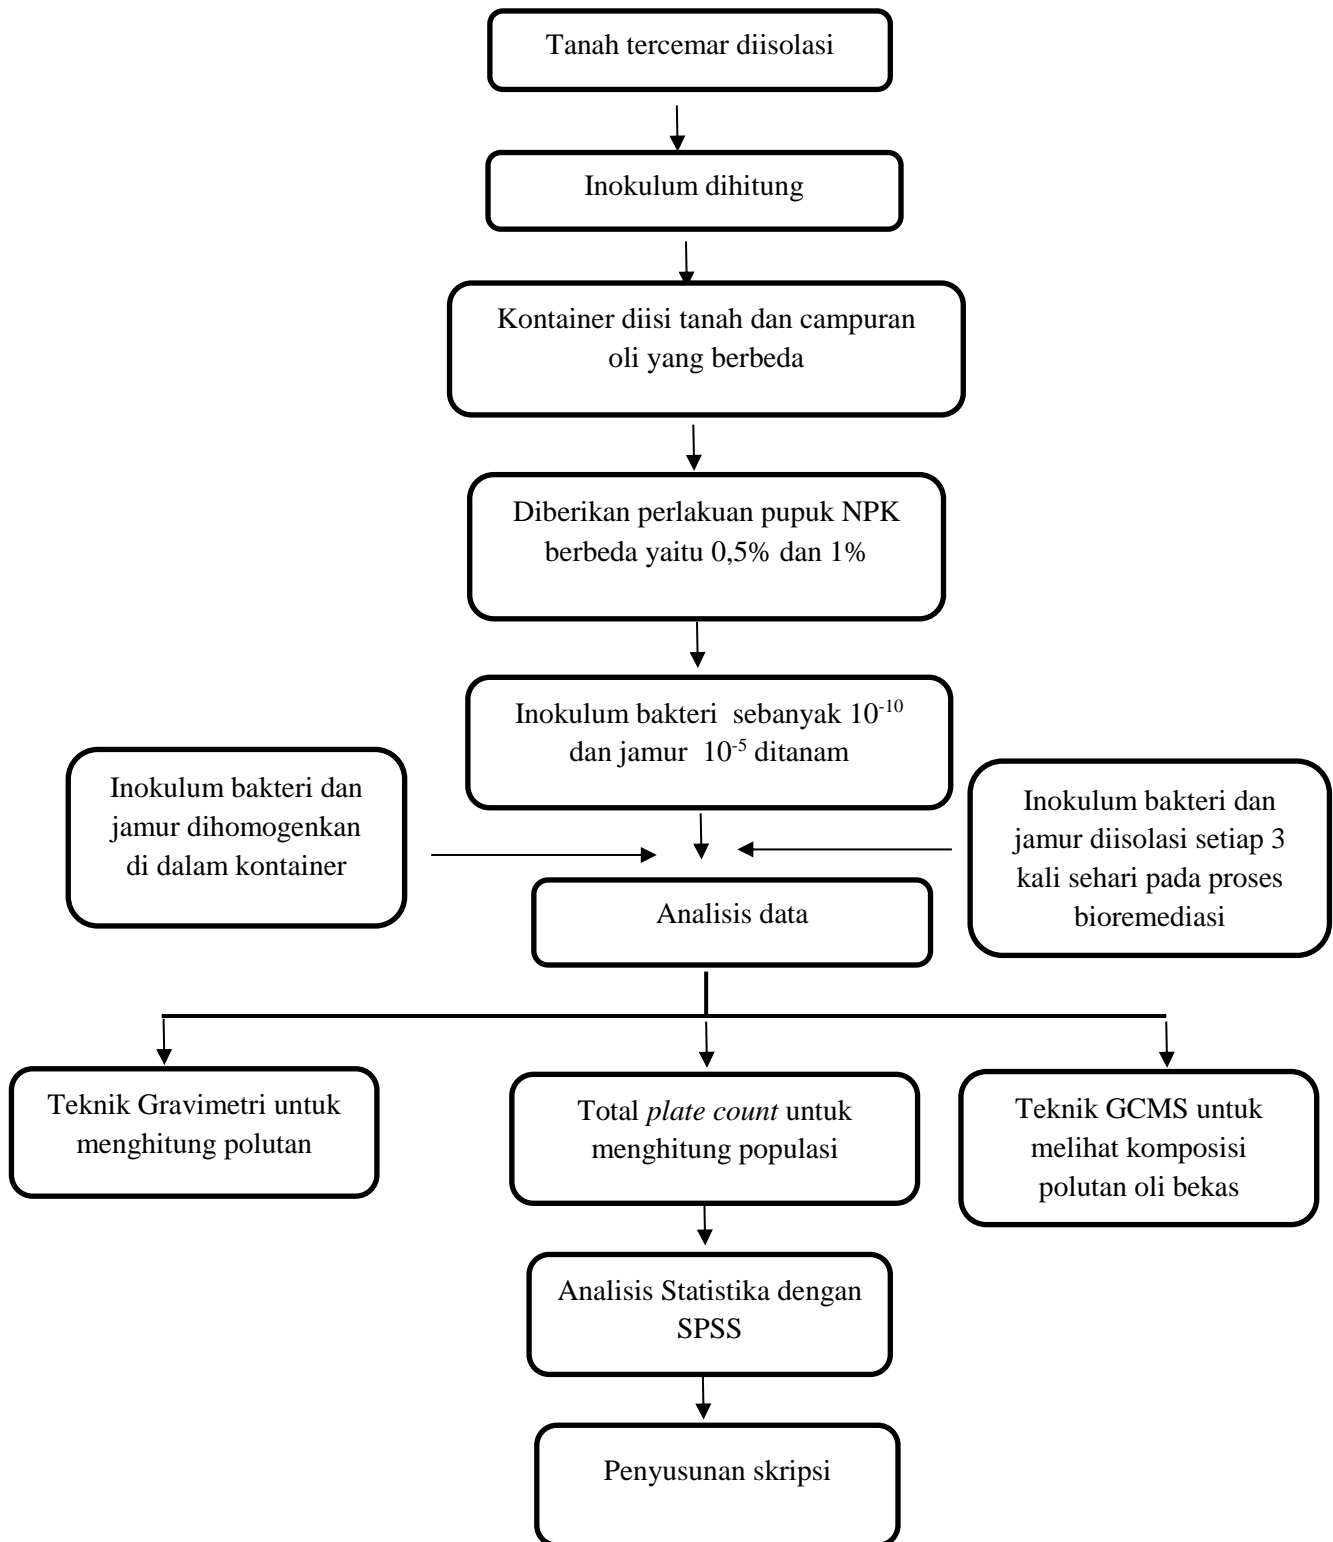 Tanah tercemar diisolasi
Inokulum dihitung
Kontainer diisi tanah dan campuran
oli yang berbeda
Diberikan perlakuan pupuk NPK
berbeda yaitu 0,5% dan 1%
Inokulum bakteri sebanyak 10⁻¹⁰
dan jamur 10⁻⁵ ditanam
Inokulum bakteri dan
jamur dihomogenkan
di dalam kontainer
Inokulum bakteri dan
jamur diisolasi setiap 3
kali sehari pada proses
bioremediasi
Analisis data
Teknik Gravimetri untuk
menghitung polutan
Total plate count untuk
menghitung populasi
Teknik GCMS untuk
melihat komposisi
polutan oli bekas
Analisis Statistika dengan
SPSS
Penyusunan skripsi